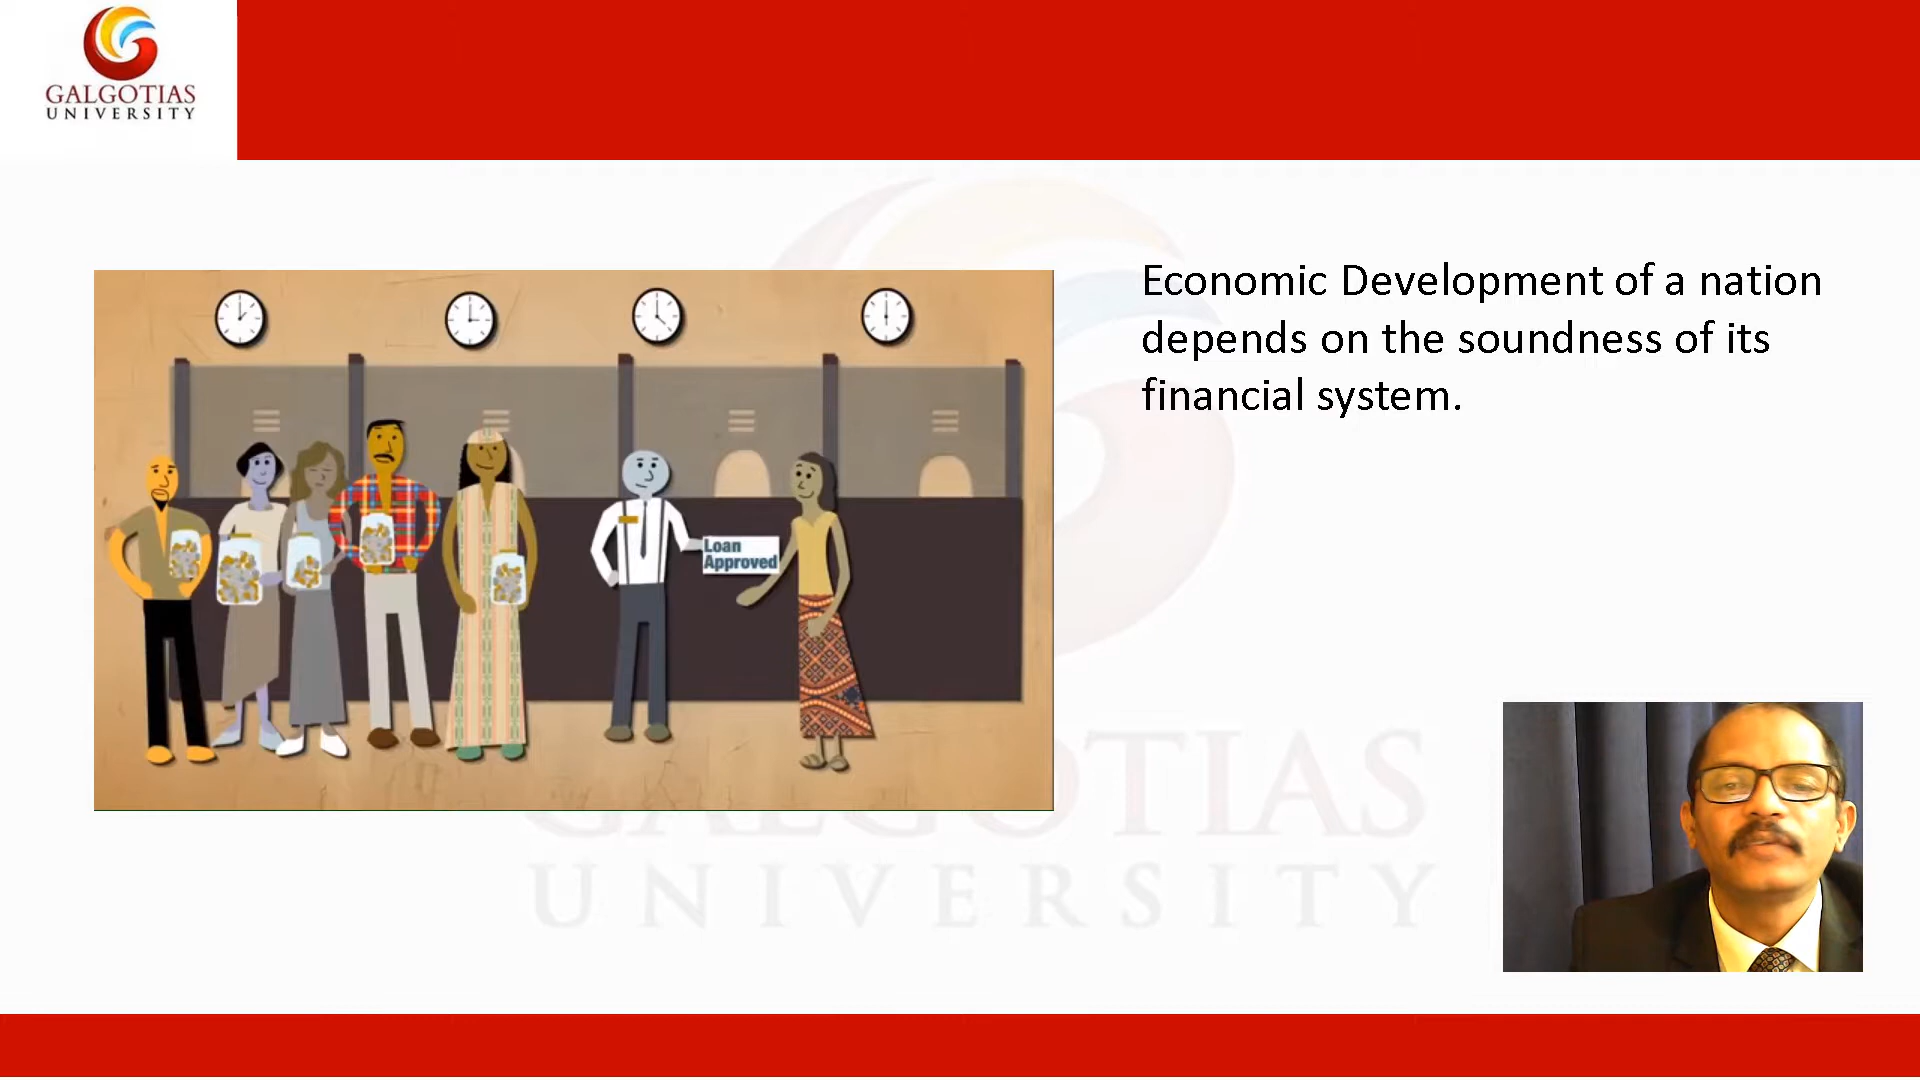 GALGOTIAS
UNIVERSITY
Economic Development of a nation
depends on the soundness of its
financial system.
Loan
Approved
GALGOTIAS
UNIVERSITY